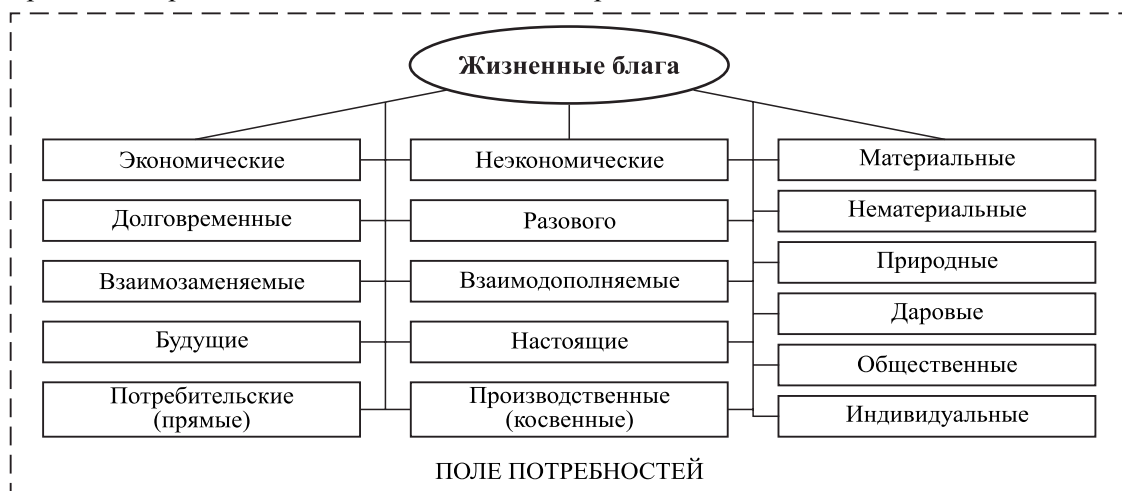 Жизненные блага
Экономические
Неэкономические
Материальные
Долговременные
Разового
Нематериальные
Взаимозаменяемые
Взаимодополняемые
Природные
Будущие
Настоящие
Даровые
Общественные
Потребительские
(прямые)
Производственные
(косвенные)
Индивидуальные
ПОЛЕ ПОТРЕБНОСТЕЙ